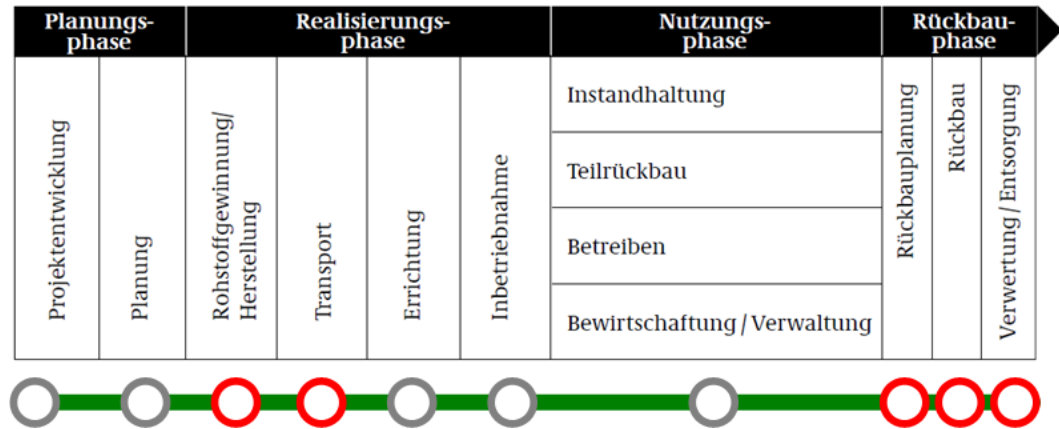 Planungs-
phase
Realisierungs-
phase
Nutzungs-
phase
Rückbau-
phase
Projektentwicklung
Planung
Rohstoffgewinnung/
Herstellung
Transport
Errichtung
Inbetriebnahme
Instandhaltung
Teilrückbau
Betreiben
Bewirtschaftung / Verwaltung
Rückbauplanung
Rückbau
Verwertung / Entsorgung